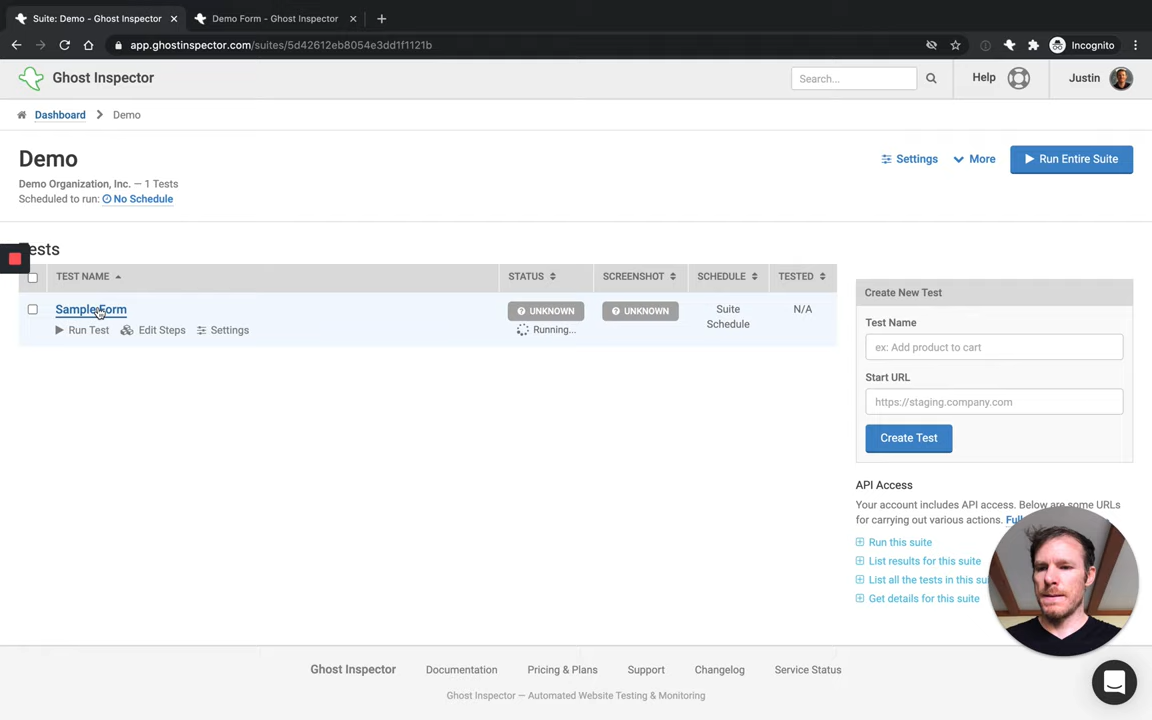 Suite: Demo - Ghost Inspector
Demo Form - Ghost Inspector
app.ghostinspector.com/suites/5d42612eb8054e3dd1f1121b
Incognito
Ghost Inspector
Search...
Help
Justin
Dashboard
Demo
Demo
Settings
More
Run Entire Suite
Demo Organization, Inc. — 1 Tests
Scheduled to run: No Schedule
Tests
TEST NAME
STATUS
SCREENSHOT
SCHEDULE
TESTED
Sample Form
UNKNOWN
UNKNOWN
Suite
Schedule
N/A
Run Test
Edit Steps
Settings
Running...
Create New Test
Test Name
ex: Add product to cart
Start URL
https://staging.company.com
Create Test
API Access
Your account includes API access. Below are some URLs
for carrying out various actions.
Run this suite
List results for this suite
List all the tests in this
Get details for this suite
Ghost Inspector
Documentation
Pricing & Plans
Support
Changelog
Service Status
Ghost Inspector — Automated Website Testing & Monitoring